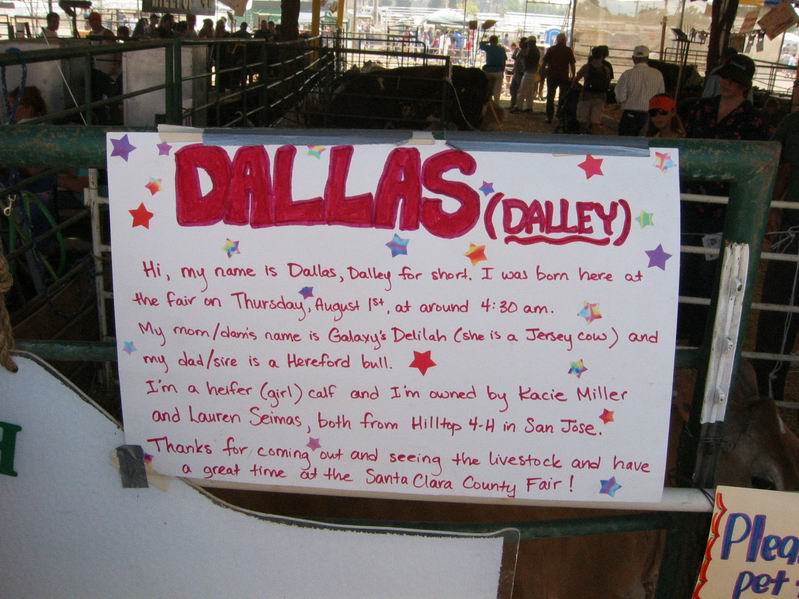 DALLAS (DALLEY)
Hi, my name is Dallas, Dalley for short. I was born here at
the fair on Thursday, August 1st, at around 4:30 am.
My mom/dam's name is Galaxy's Delilah (she is a Jersey cow) and
my dad/sire is a Hereford bull.
I'm a heifer (girl) calf and I'm owned by Kacie Miller
and Lauren Seimas, both from Hilltop 4-H in San Jose.
Thanks for coming out and seeing the livestock and have
a great time at the Santa Clara County Fair!
H
pet